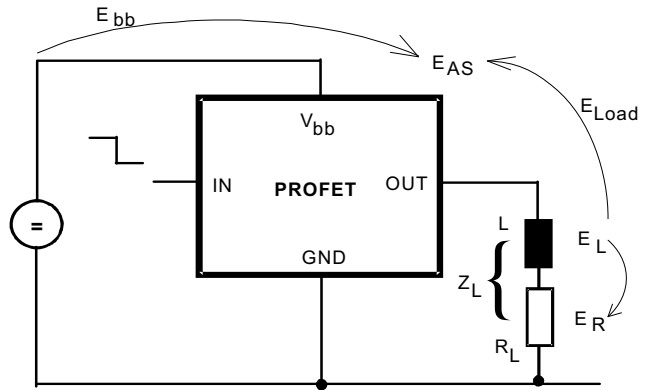 E bb
E AS
E Load
V bb
IN PROFET OUT
=
GND
L
E L
Z L {
E R
R L